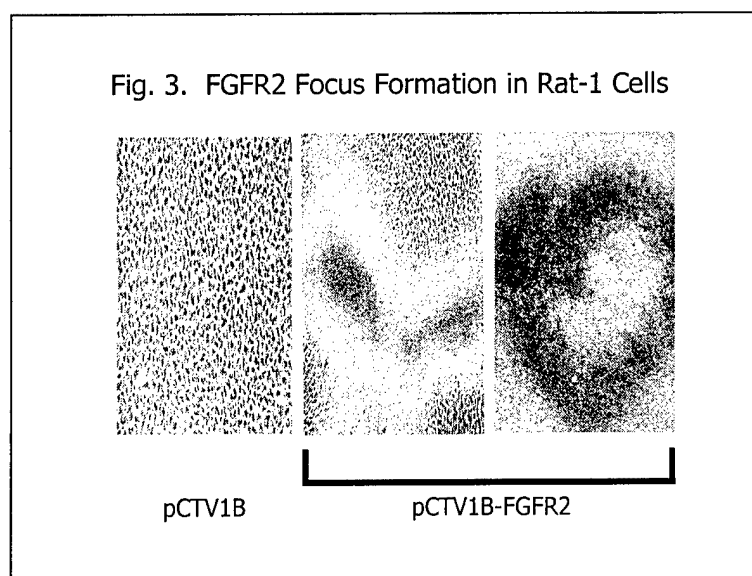 Fig. 3. FGFR2 Focus Formation in Rat-1 Cells
pCTV1B
pCTV1B-FGFR2